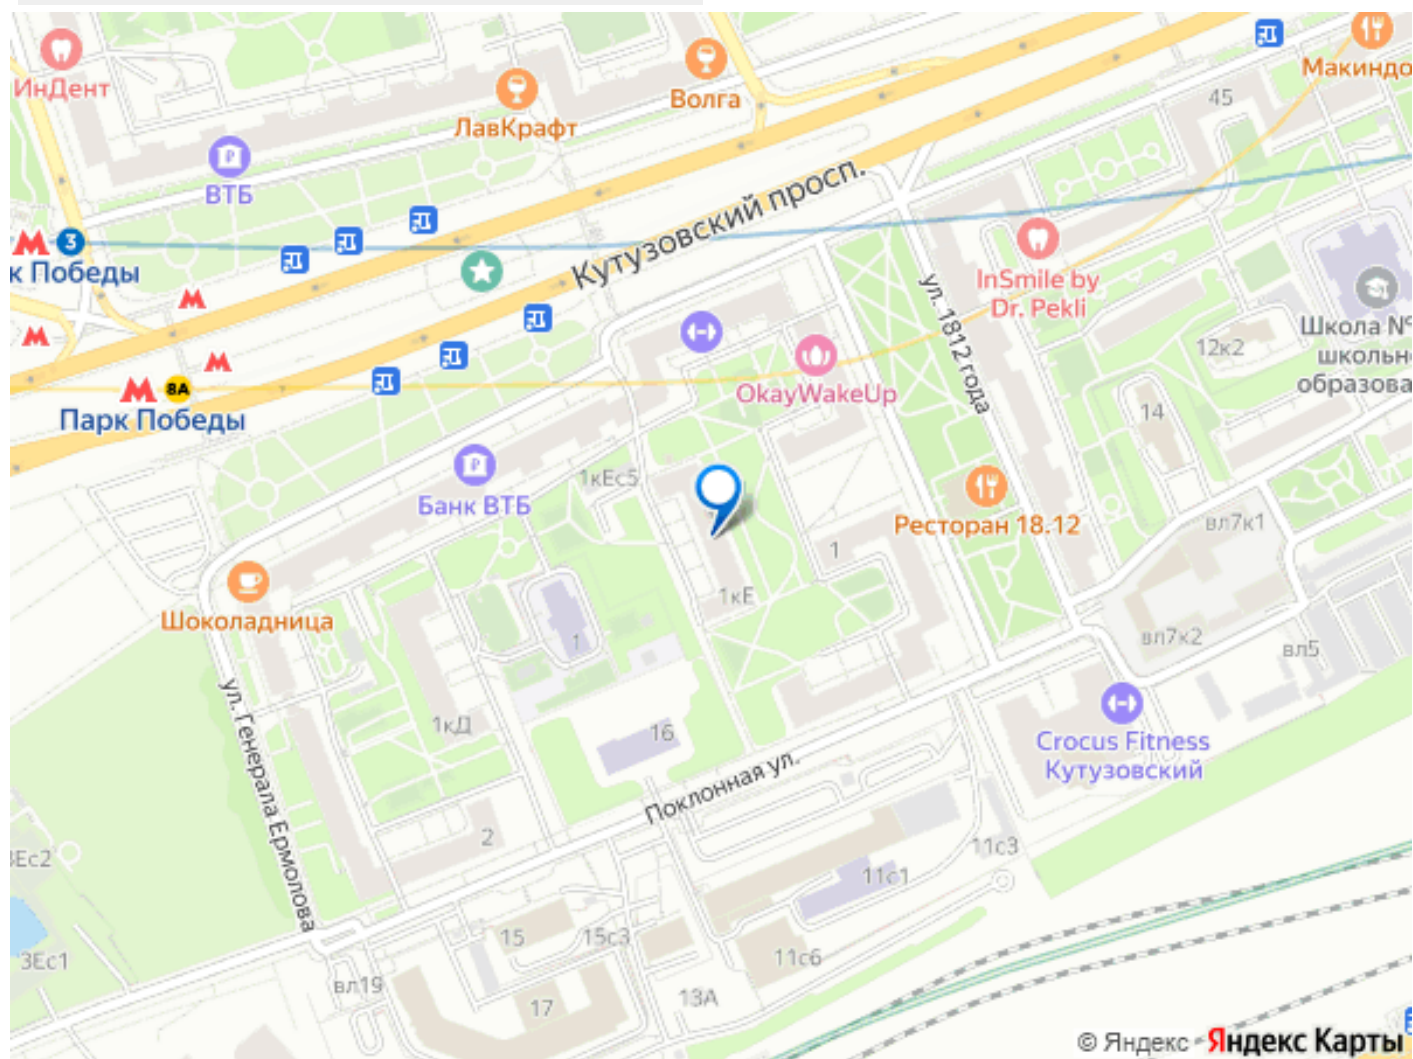 ИнДент
ЛавКрафт
Волга
Макиндо
45
ВТБ
Кутузовский просп.
3
к Победы
InSmile by
Dr. Pekli
ул. 1812 года
Школа №
школьн
образова
12к2
8А
Парк Победы
OkayWakeUp
14
Банк ВТБ
1кЕс5
Ресторан 18.12
вл7к1
1
1кЕ
Шоколадница
1
вл7к2
вл5
ул. Генерала Ермолова
1кД
16
Crocus Fitness
Кутузовский
Поклонная ул.
2
11с3
3Ес2
11с1
15
15с3
11с6
3Ес1
вл19
17
13А
© Яндекс
Яндекс Карты